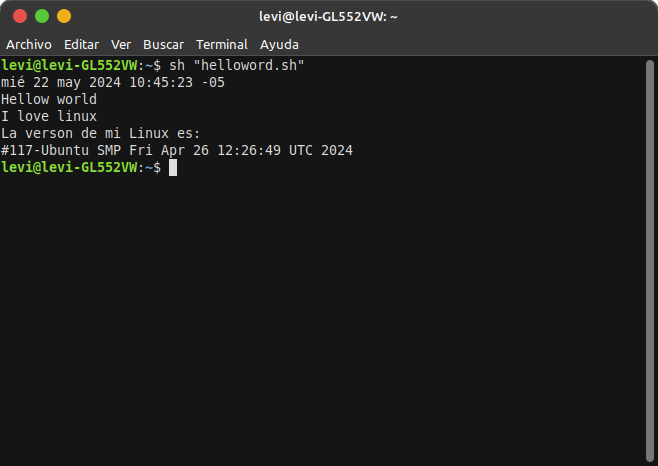 levi@levi-GL552VW: ~
Archivo Editar Ver Buscar Terminal Ayuda
levi@levi-GL552VW:~$ sh "helloword.sh"
mié 22 may 2024 10:45:23 -05
Hellow world
I love linux
La verson de mi Linux es:
#117-Ubuntu SMP Fri Apr 26 12:26:49 UTC 2024
levi@levi-GL552VW:~$